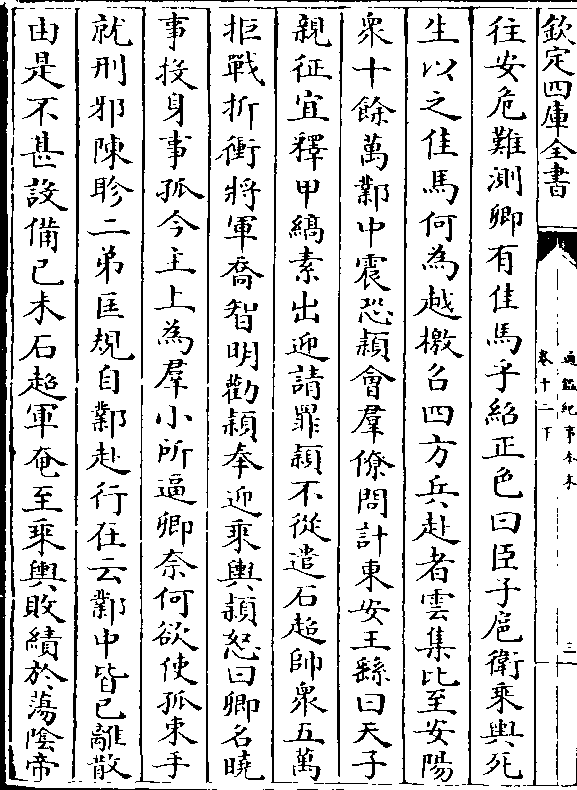 欽定四庫全書
通鑑紀事本末
卷十二下
三
往安危難測卿有佳馬乎紹正色曰臣子扈衛乘輿死
生以之佳馬何為越檄召四方兵赴者雲集比至安陽
衆十餘萬鄴中震恐穎會羣僚問計東安王繇曰天子
親征宜釋甲縞素出迎請罪穎不從遣石超帥衆五萬
拒戰折衝將軍喬智明勸穎奉迎乘輿穎怒曰卿名曉
事投身事孤今主上為羣小所逼卿奈何欲使孤束手
就刑邪陳眕二弟匡規自鄴赴行在云鄴中皆已離散
由是不甚設備己未石超軍奄至乘輿敗績於蕩隂帝